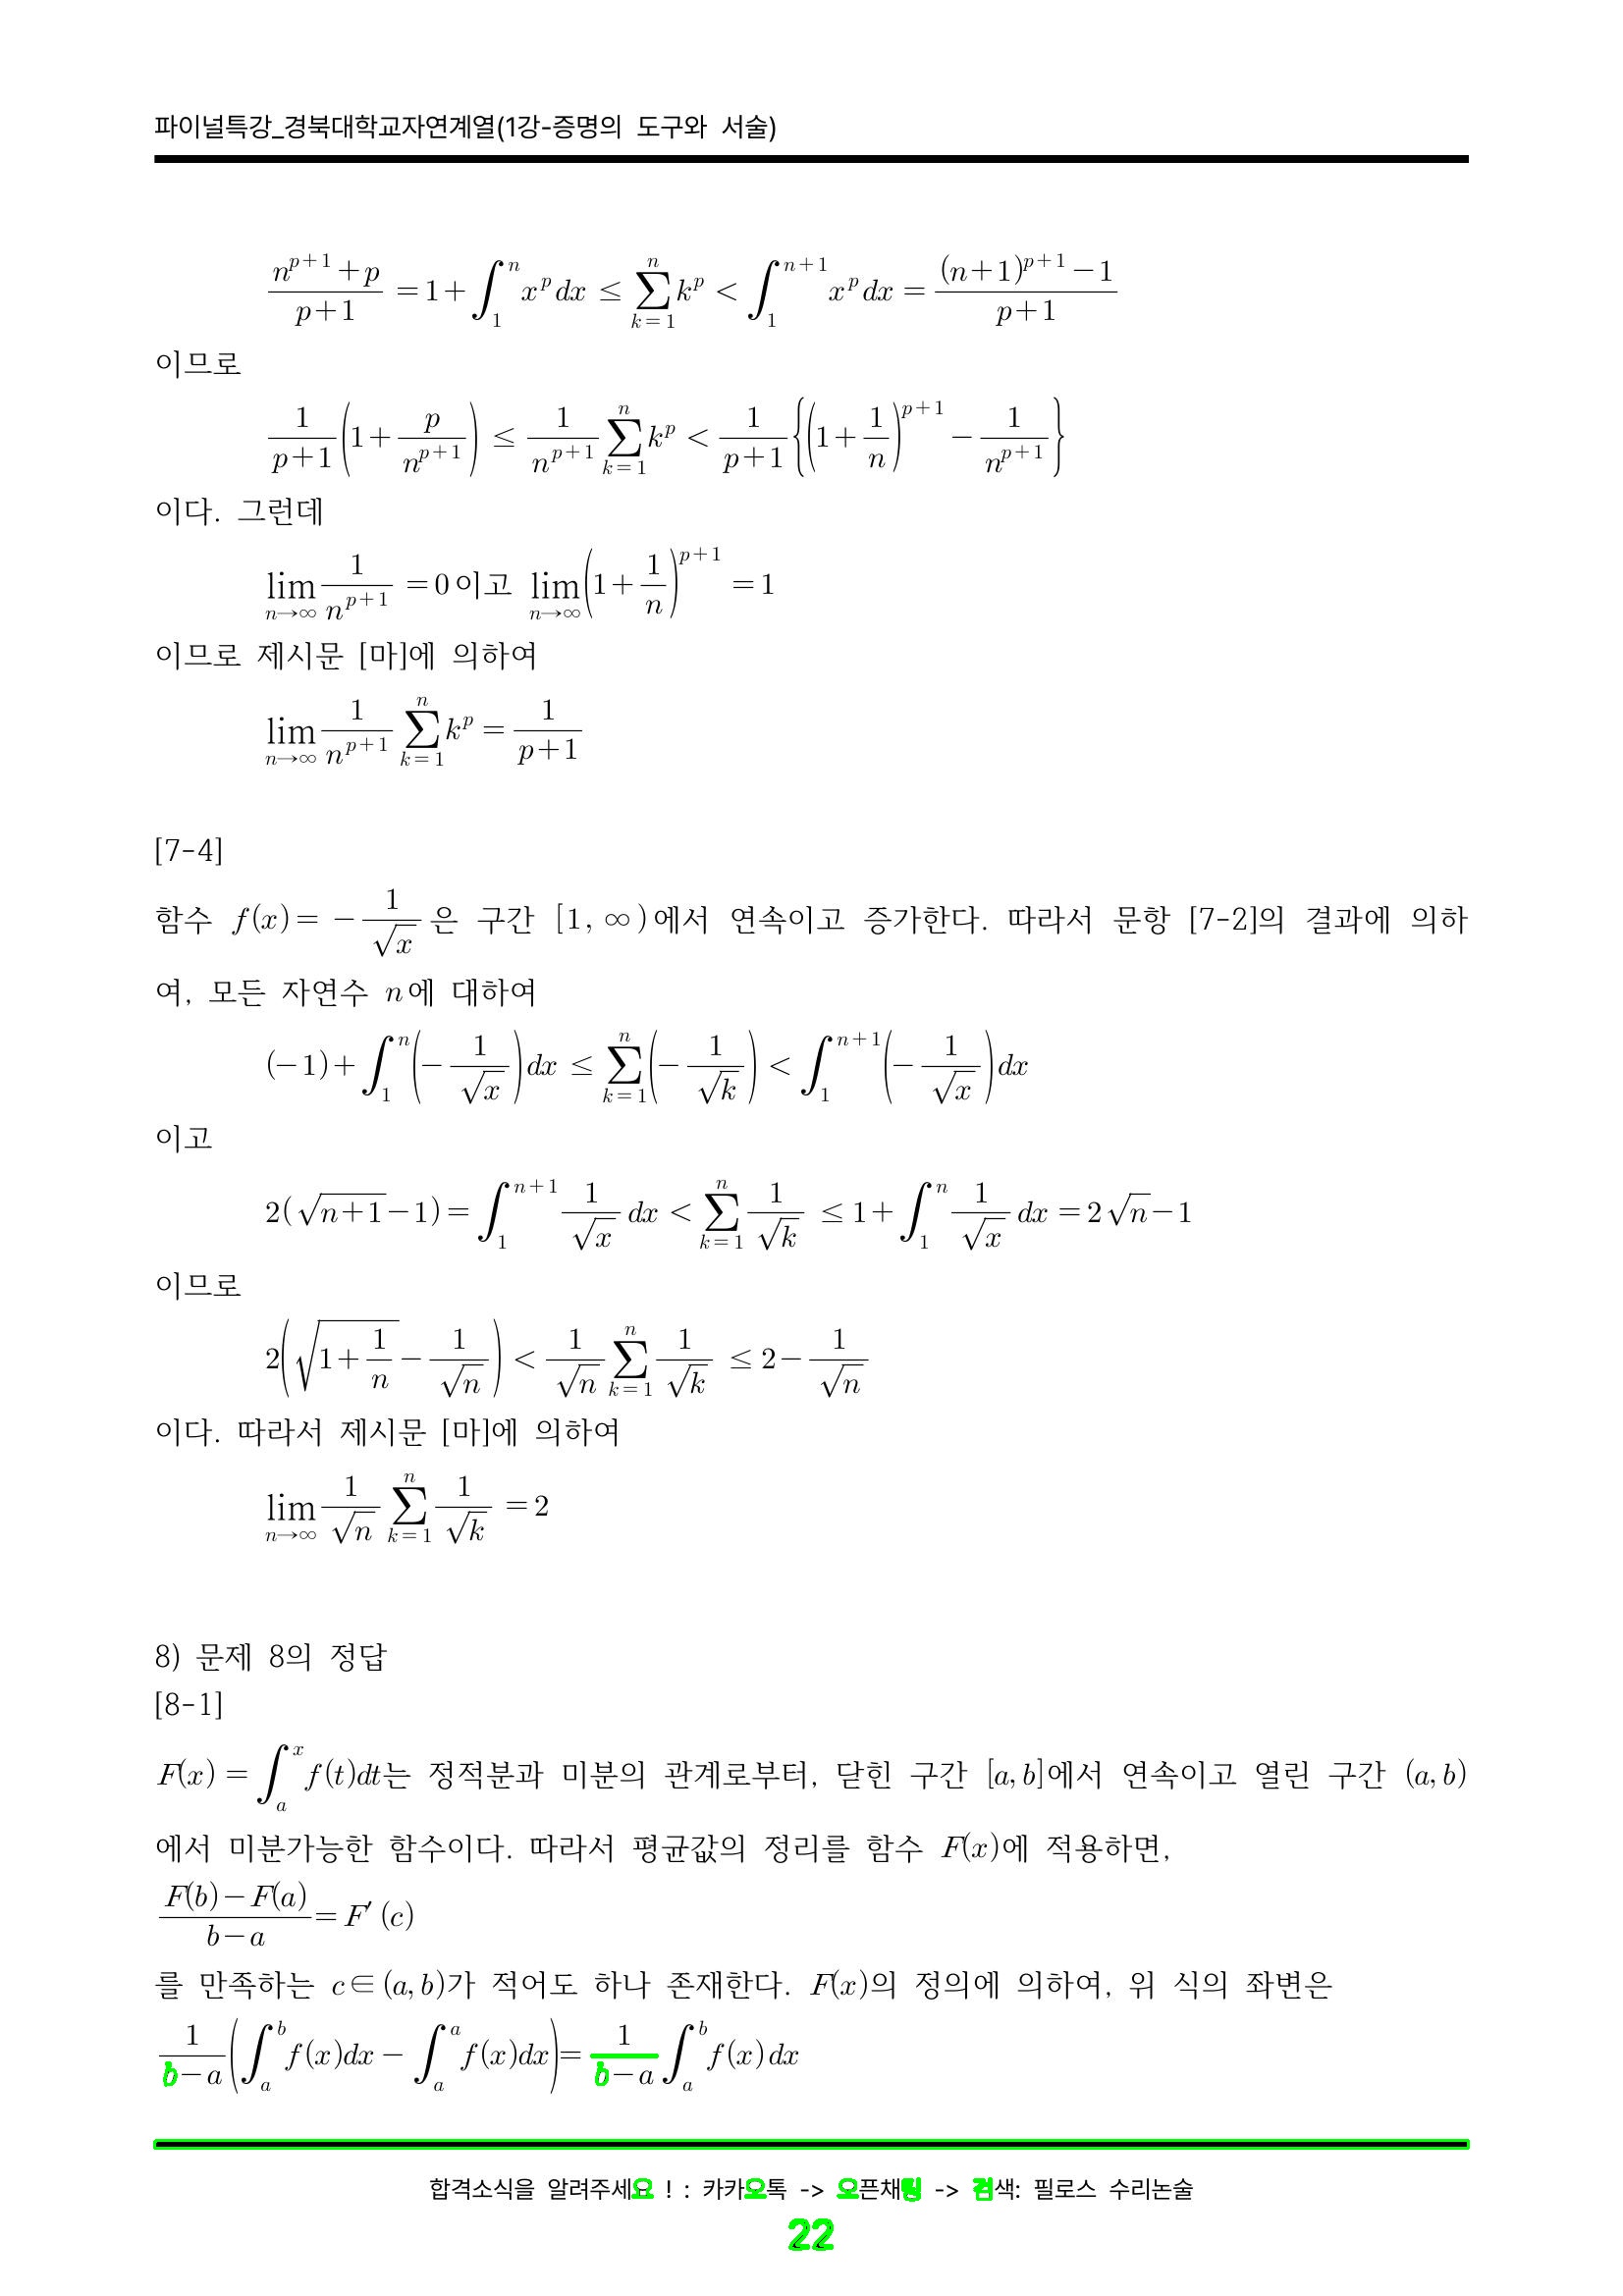 파이널특강_경북대학교자연계열(1강-증명의 도구와 서술)
$\frac{n^{p+1}+p}{p+1} = 1 + \int_1^n x^p dx \le \sum_{k=1}^n k^p < \int_1^{n+1} x^p dx = \frac{(n+1)^{p+1}-1}{p+1}$
이므로
$\frac{1}{p+1}\left(1+\frac{p}{n^{p+1}}\right) \le \frac{1}{n^{p+1}}\sum_{k=1}^n k^p < \frac{1}{p+1}\left\{\left(1+\frac{1}{n}\right)^{p+1} - \frac{1}{n^{p+1}}\right\}$
이다. 그런데
$\lim_{n\to\infty}\frac{1}{n^{p+1}} = 0$이고 $\lim_{n\to\infty}\left(1+\frac{1}{n}\right)^{p+1} = 1$
이므로 제시문 [마]에 의하여
$\lim_{n\to\infty}\frac{1}{n^{p+1}}\sum_{k=1}^n k^p = \frac{1}{p+1}$
[7-4]
함수 $f(x) = -\frac{1}{\sqrt{x}}$은 구간 $[1, \infty)$에서 연속이고 증가한다. 따라서 문항 [7-2]의 결과에 의하
여, 모든 자연수 $n$에 대하여
$(-1) + \int_1^n \left(-\frac{1}{\sqrt{x}}\right)dx \le \sum_{k=1}^n \left(-\frac{1}{\sqrt{k}}\right) < \int_1^{n+1}\left(-\frac{1}{\sqrt{x}}\right)dx$
이고
$2(\sqrt{n+1}-1) = \int_1^{n+1}\frac{1}{\sqrt{x}}dx < \sum_{k=1}^n \frac{1}{\sqrt{k}} \le 1 + \int_1^n \frac{1}{\sqrt{x}}dx = 2\sqrt{n}-1$
이므로
$2\left(\sqrt{1+\frac{1}{n}} - \frac{1}{\sqrt{n}}\right) < \frac{1}{\sqrt{n}}\sum_{k=1}^n \frac{1}{\sqrt{k}} \le 2 - \frac{1}{\sqrt{n}}$
이다. 따라서 제시문 [마]에 의하여
$\lim_{n\to\infty}\frac{1}{\sqrt{n}}\sum_{k=1}^n \frac{1}{\sqrt{k}} = 2$
8) 문제 8의 정답
[8-1]
$F(x) = \int_a^x f(t)dt$는 정적분과 미분의 관계로부터, 닫힌 구간 $[a, b]$에서 연속이고 열린 구간 $(a, b)$
에서 미분가능한 함수이다. 따라서 평균값의 정리를 함수 $F(x)$에 적용하면,
$\frac{F(b)-F(a)}{b-a} = F'(c)$
를 만족하는 $c \in (a, b)$가 적어도 하나 존재한다. $F(x)$의 정의에 의하여, 위 식의 좌변은
$\frac{1}{b-a}\left(\int_a^b f(x)dx - \int_a^a f(x)dx\right) = \frac{1}{b-a}\int_a^b f(x)dx$
합격소식을 알려주세요 ! : 카카오톡 -> 오픈채팅 -> 검색: 필로스 수리논술
22